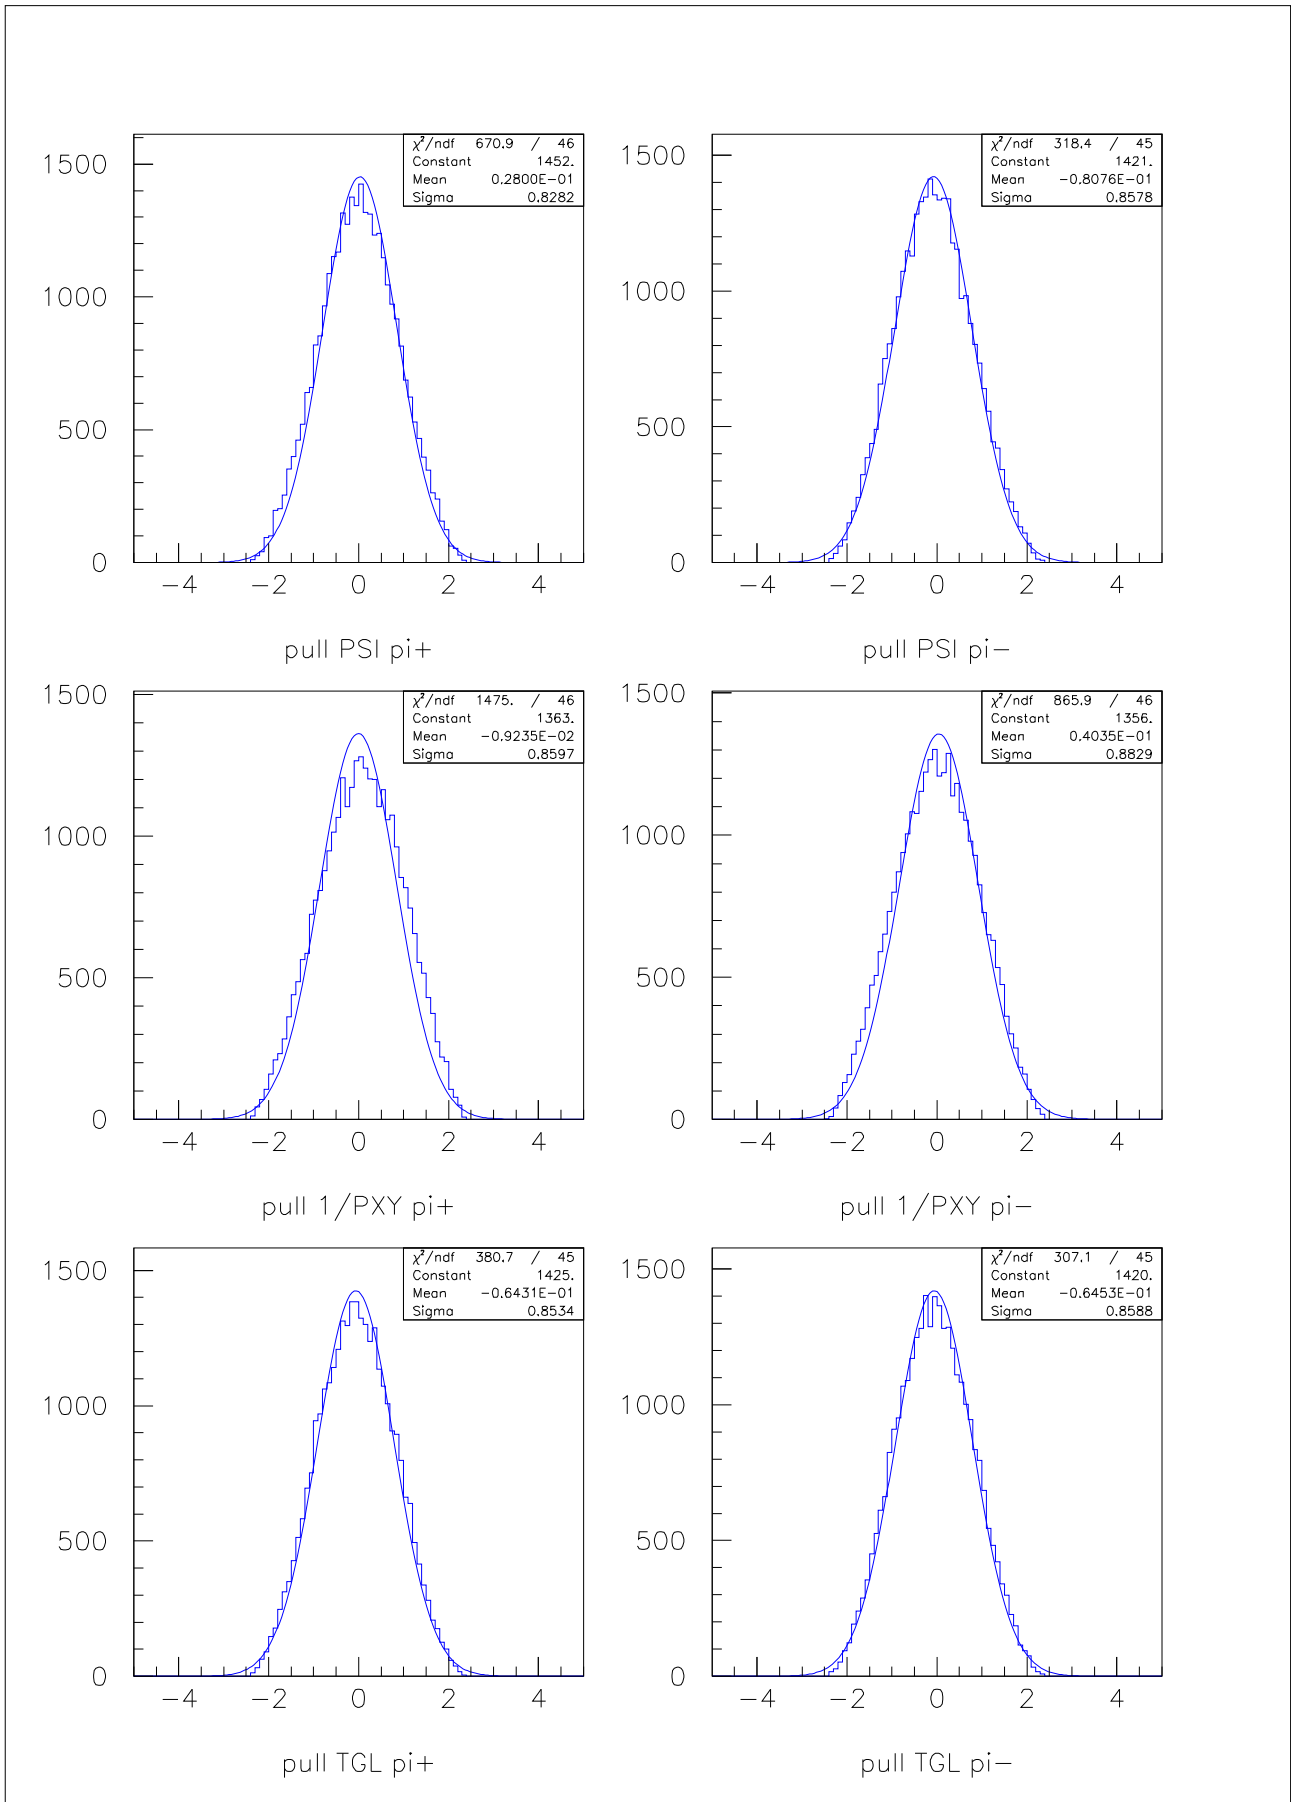 χ²/ndf 670.9 / 46
Constant 1452.
Mean 0.2800E-01
Sigma 0.8282
1500
1000
500
0
-4 -2 0 2 4
pull PSI pi+
χ²/ndf 318.4 / 45
Constant 1421.
Mean -0.8076E-01
Sigma 0.8578
1500
1000
500
0
-4 -2 0 2 4
pull PSI pi-
χ²/ndf 1475. / 46
Constant 1363.
Mean -0.9235E-02
Sigma 0.8597
1500
1000
500
0
-4 -2 0 2 4
pull 1/PXY pi+
χ²/ndf 865.9 / 46
Constant 1356.
Mean 0.4035E-01
Sigma 0.8829
1500
1000
500
0
-4 -2 0 2 4
pull 1/PXY pi-
χ²/ndf 380.7 / 45
Constant 1425.
Mean -0.6431E-01
Sigma 0.8534
1500
1000
500
0
-4 -2 0 2 4
pull TGL pi+
χ²/ndf 307.1 / 45
Constant 1420.
Mean -0.6453E-01
Sigma 0.8588
1500
1000
500
0
-4 -2 0 2 4
pull TGL pi-